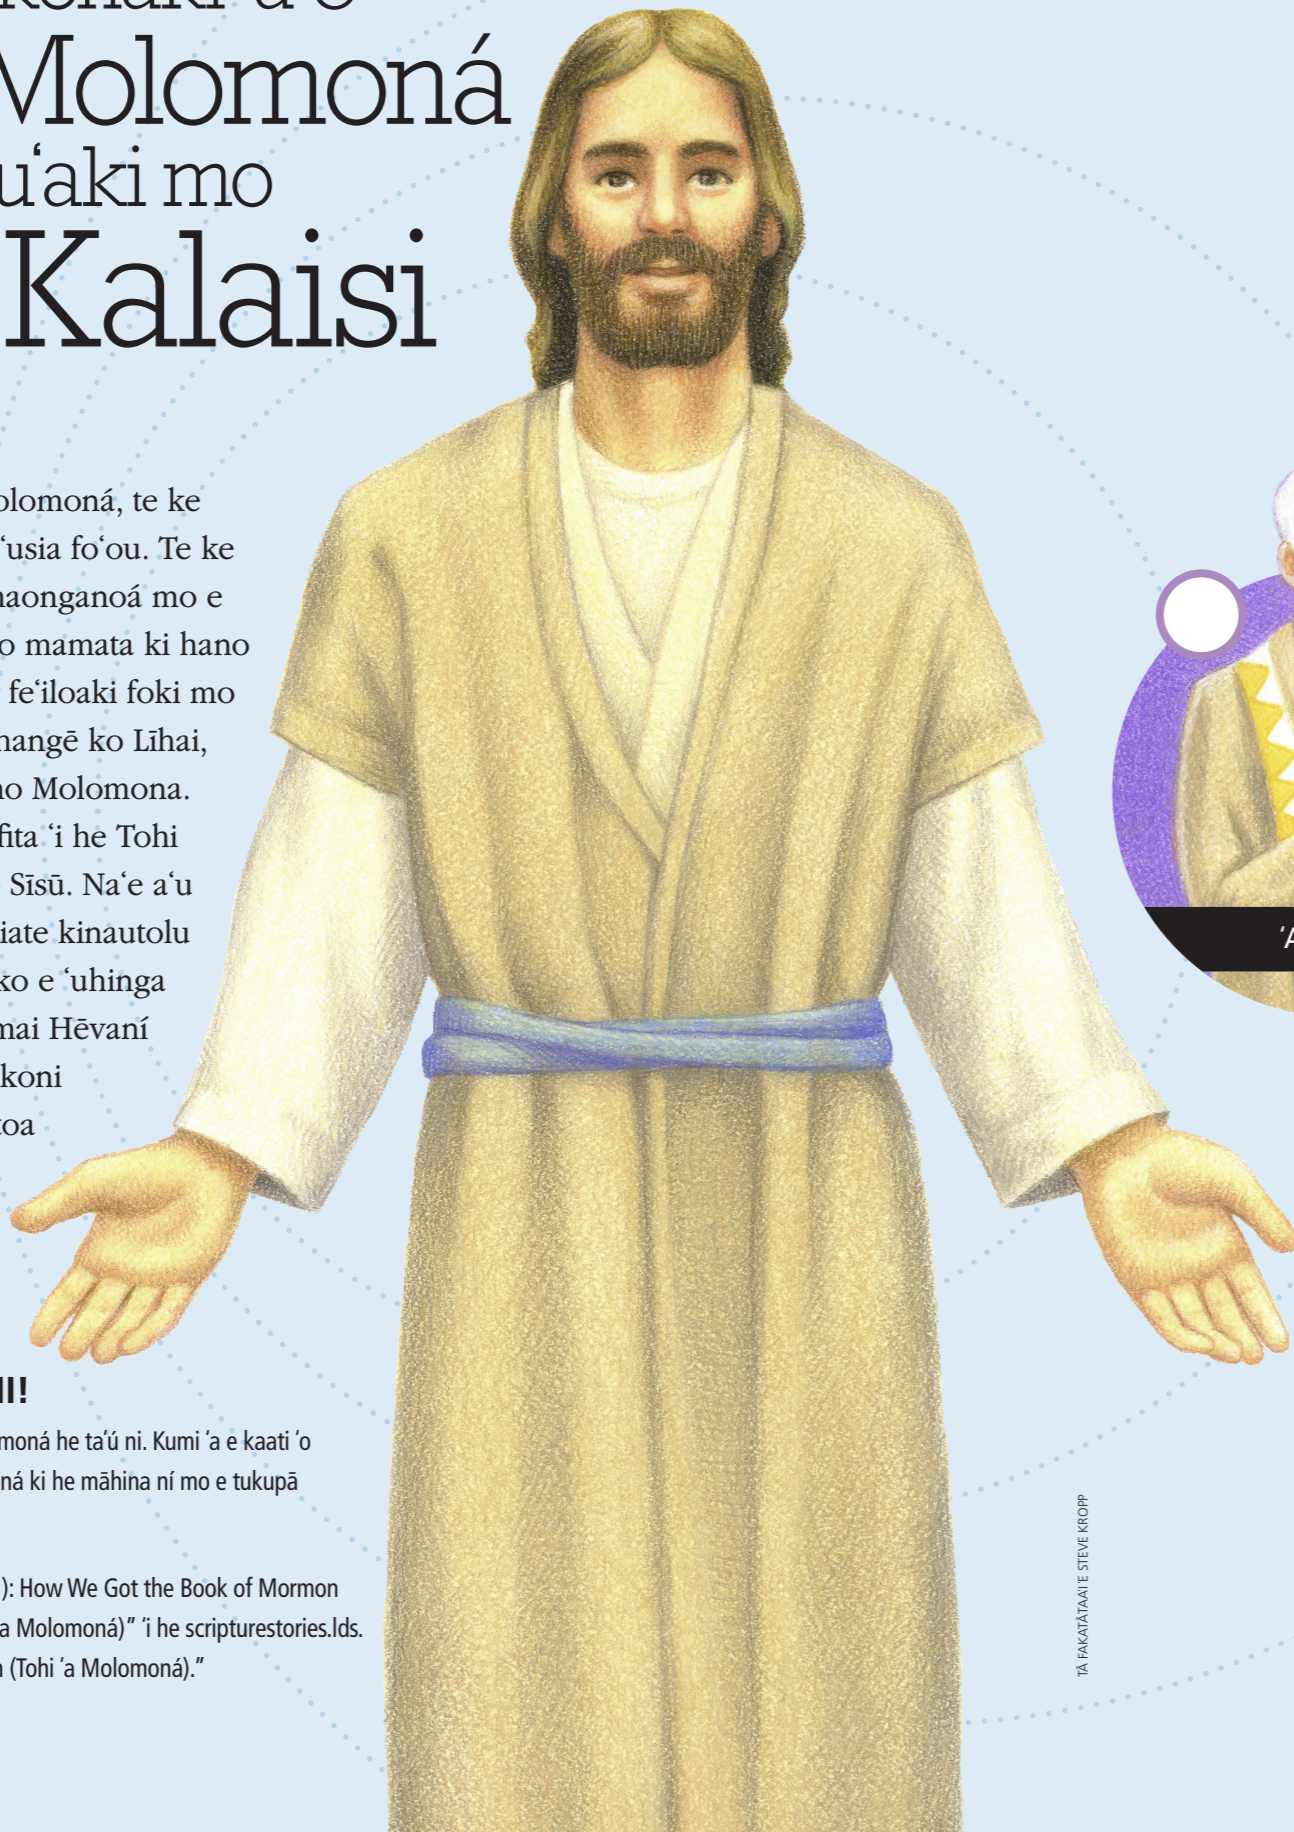 Molomoná
u‘aki mo
Kalaisi
olomoná, te ke
‘usia fo‘ou. Te ke
naonganoá mo e
o mamata ki hano
fe‘iloaki foki mo
hangē ko Līhai,
mo Molomona.
fita ‘i he Tohi
Sīsū. Na‘e a‘u
iate kinautolu
ko e ‘uhinga
mai Hēvaní
koni
toa
II!
moná he ta‘ú ni. Kumi ‘a e kaati ‘o
ná ki he māhina ní mo e tukupā
): How We Got the Book of Mormon
a Molomoná)” ‘i he scripturestories.lds.
n (Tohi ‘a Molomoná).”
‘A
TĀ FAKATĀTAA‘I ‘E STEVE KROPP